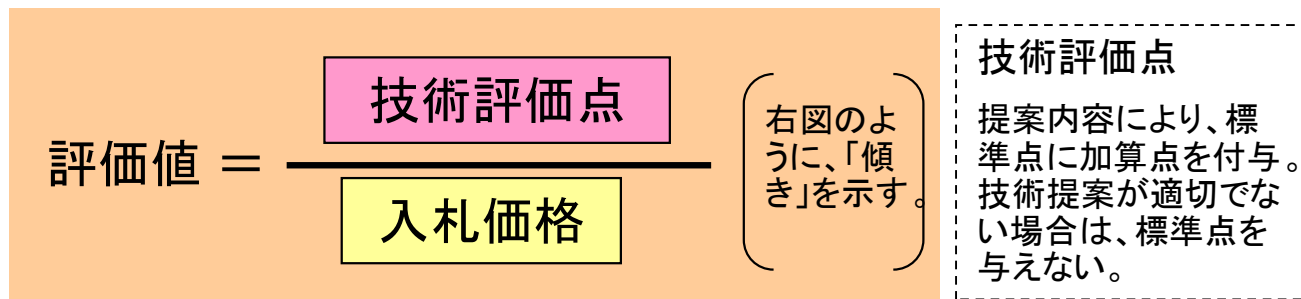 評価値 ＝
技術評価点
入札価格
右図のよ
うに、「傾
き」を示す。
技術評価点
提案内容により、標
準点に加算点を付与。
技術提案が適切でな
い場合は、標準点を
与えない。